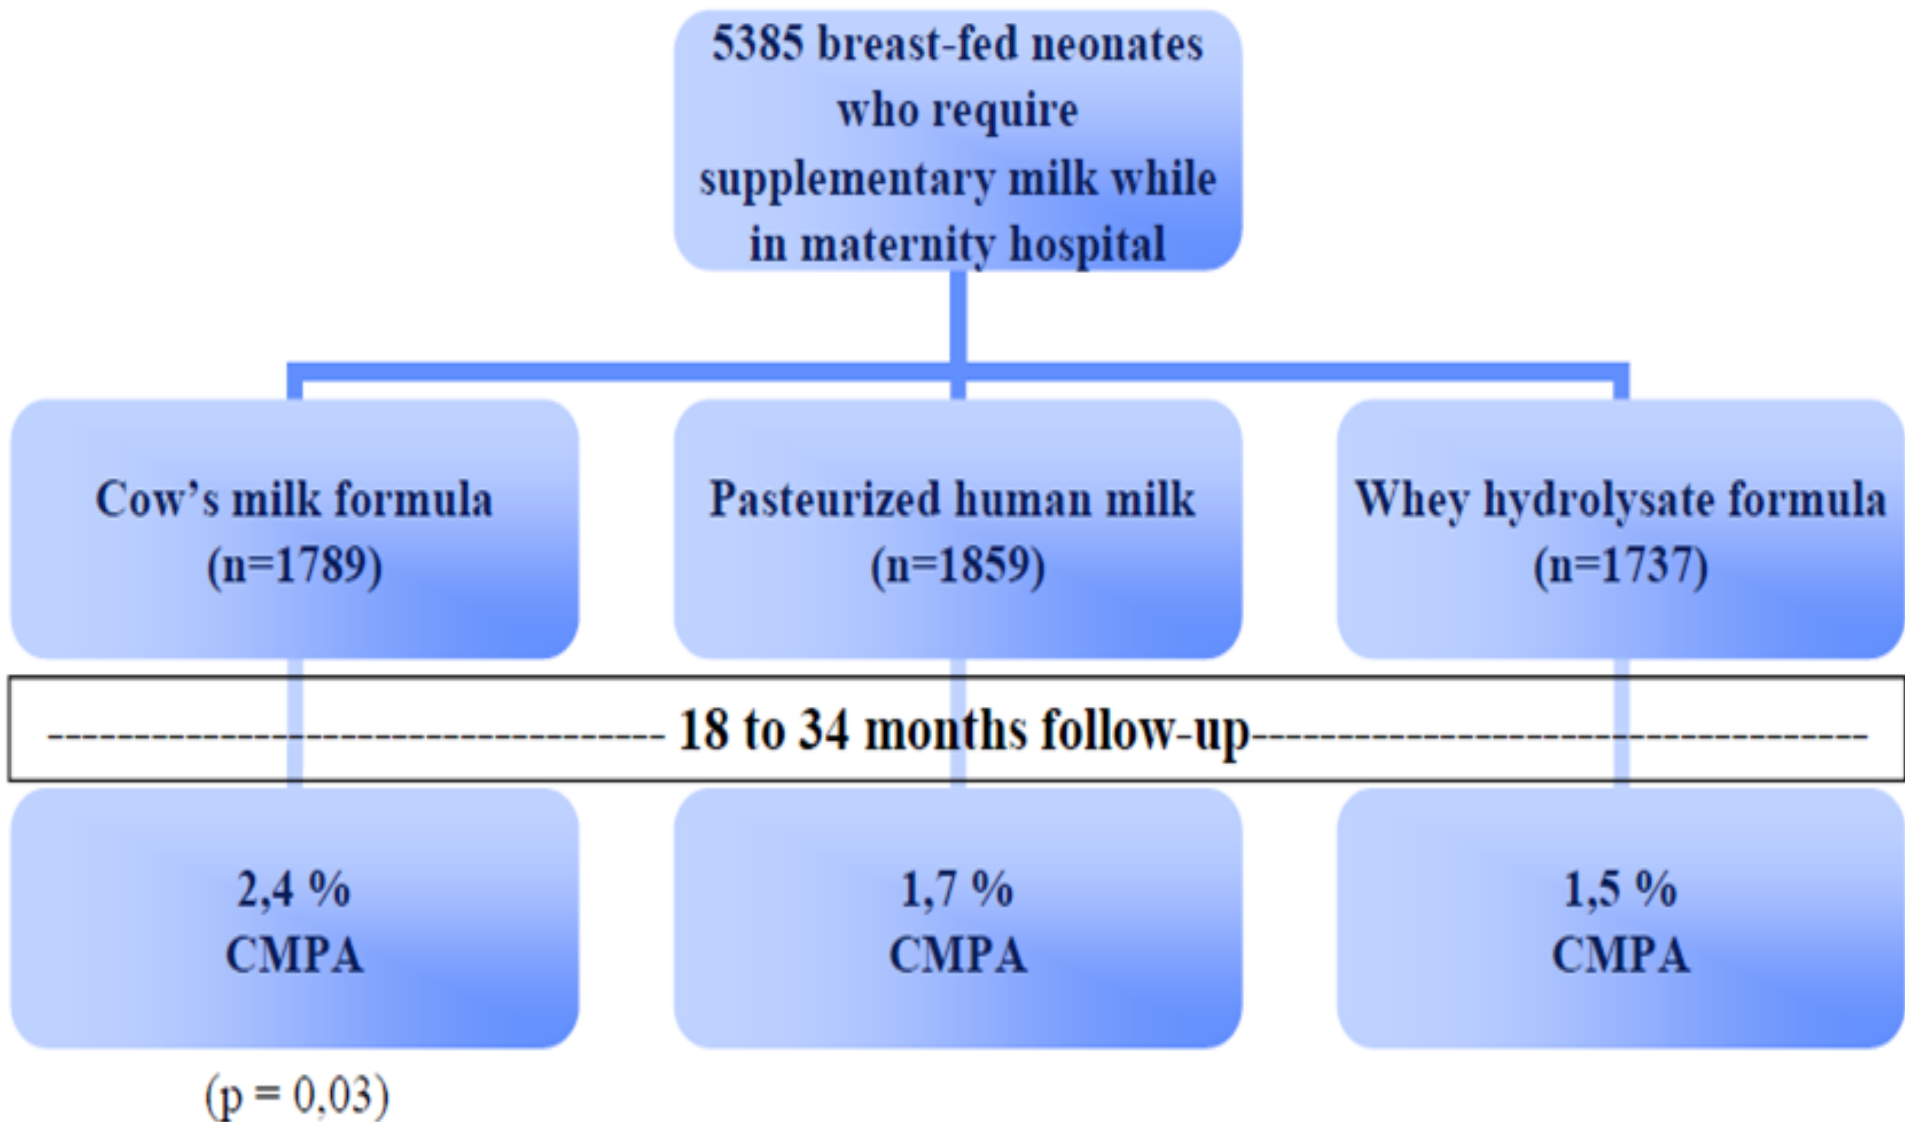 5385 breast-fed neonates
who require
supplementary milk while
in maternity hospital
Cow’s milk formula
(n=1789)
Pasteurized human milk
(n=1859)
Whey hydrolysate formula
(n=1737)
------------------------------------ 18 to 34 months follow-up------------------------------------
2,4 %
CMPA
1,7 %
CMPA
1,5 %
CMPA
(p = 0,03)